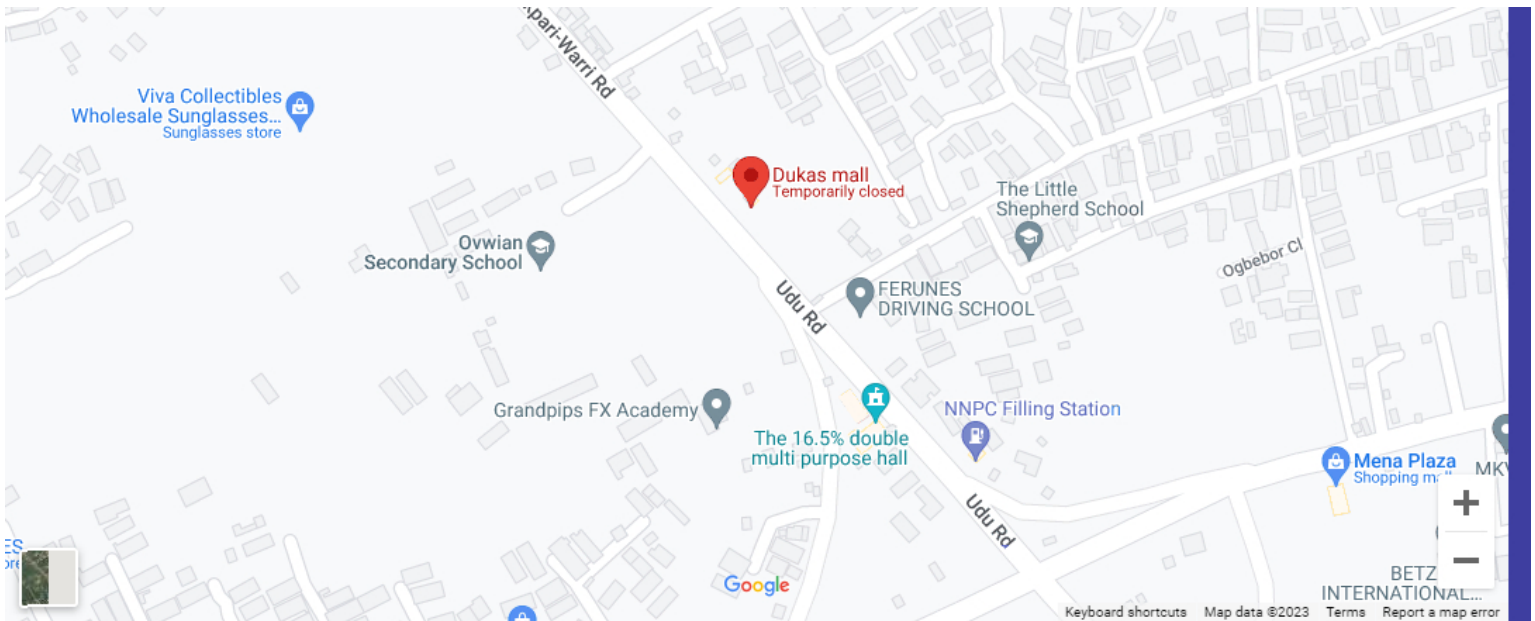 pari-Warri Rd
Viva Collectibles
Wholesale Sunglasses...
Sunglasses store
Dukas mall
Temporarily closed
The Little
Shepherd School
Ovwian
Secondary School
Ogbebor Cl
FERUNES
DRIVING SCHOOL
Udu Rd
Grandpips FX Academy
NNPC Filling Station
The 16.5% double
multi purpose hall
Mena Plaza
Shopping
MKV
Udu Rd
ES
Google
BETZ
INTERNATIONAL...
Keyboard shortcuts Map data ©2023 Terms Report a map error